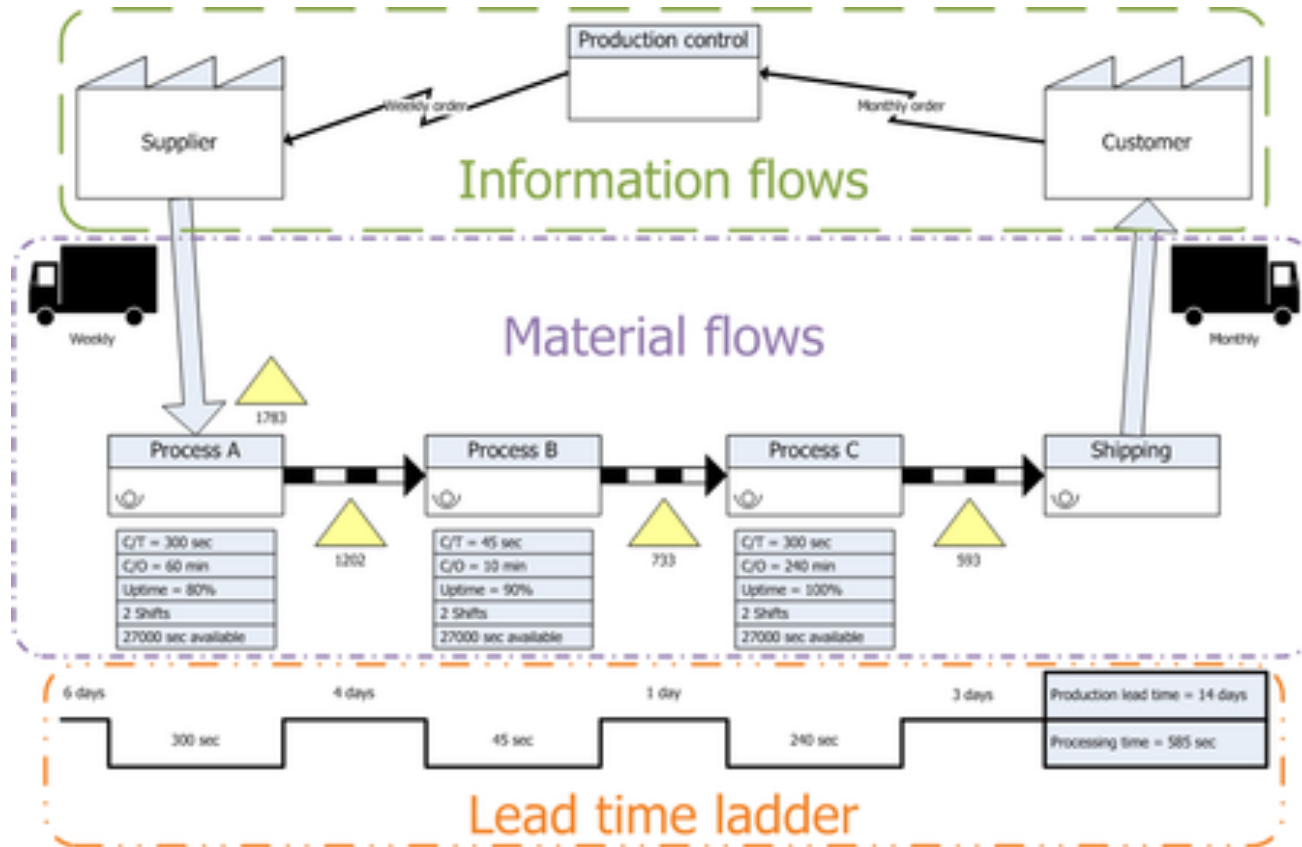 Production control
Weekly order
Monthly order
Supplier
Customer
Information flows
Weekly
Material flows
Monthly
1783
Process A
Process B
Process C
Shipping
1202
733
593
C/T = 300 sec
C/O = 60 min
Uptime = 80%
2 Shifts
27000 sec available
C/T = 45 sec
C/O = 10 min
Uptime = 90%
2 Shifts
27000 sec available
C/T = 300 sec
C/O = 240 min
Uptime = 100%
2 Shifts
27000 sec available
6 days
4 days
1 day
3 days
Production lead time = 14 days
300 sec
45 sec
240 sec
Processing time = 585 sec
Lead time ladder